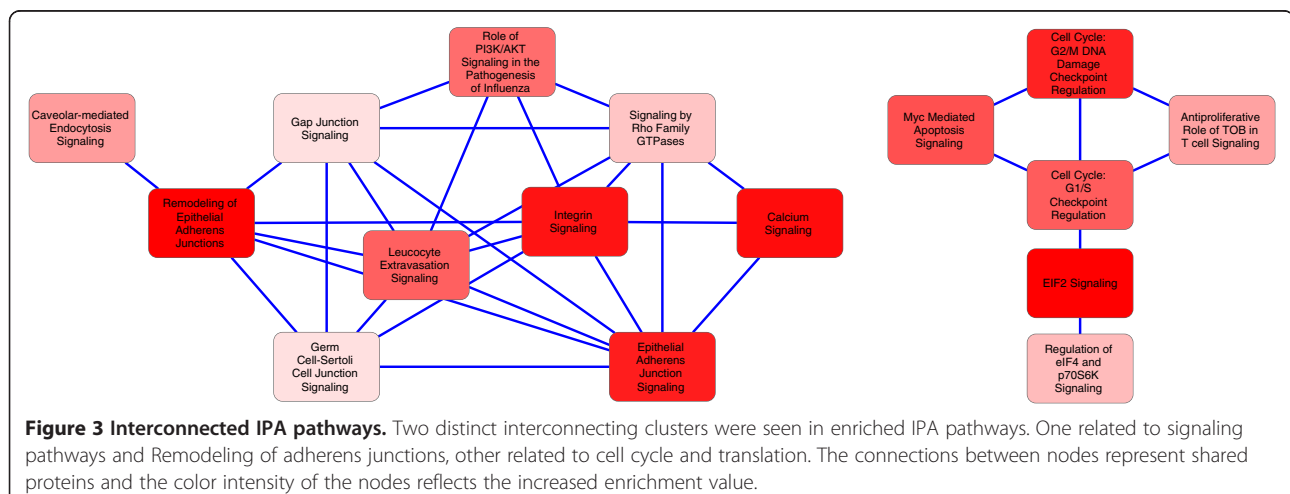 Role of
PI3K/AKT
Signaling in the
Pathogenesis
of Influenza
Caveolar-mediated
Endocytosis
Signaling
Gap Junction
Signaling
Signaling by
Rho Family
GTPases
Remodeling of
Epithelial
Adherens
Junctions
Integrin
Signaling
Calcium
Signaling
Leucocyte
Extravasation
Signaling
Germ
Cell-Sertoli
Cell Junction
Signaling
Epithelial
Adherens
Junction
Signaling
Cell Cycle:
G2/M DNA
Damage
Checkpoint
Regulation
Myc Mediated
Apoptosis
Signaling
Antiproliferative
Role of TOB in
T cell Signaling
Cell Cycle:
G1/S
Checkpoint
Regulation
EIF2 Signaling
Regulation of
eIF4 and
p70S6K
Signaling
Figure 3 Interconnected IPA pathways. Two distinct interconnecting clusters were seen in enriched IPA pathways. One related to signaling
pathways and Remodeling of adherens junctions, other related to cell cycle and translation. The connections between nodes represent shared
proteins and the color intensity of the nodes reflects the increased enrichment value.